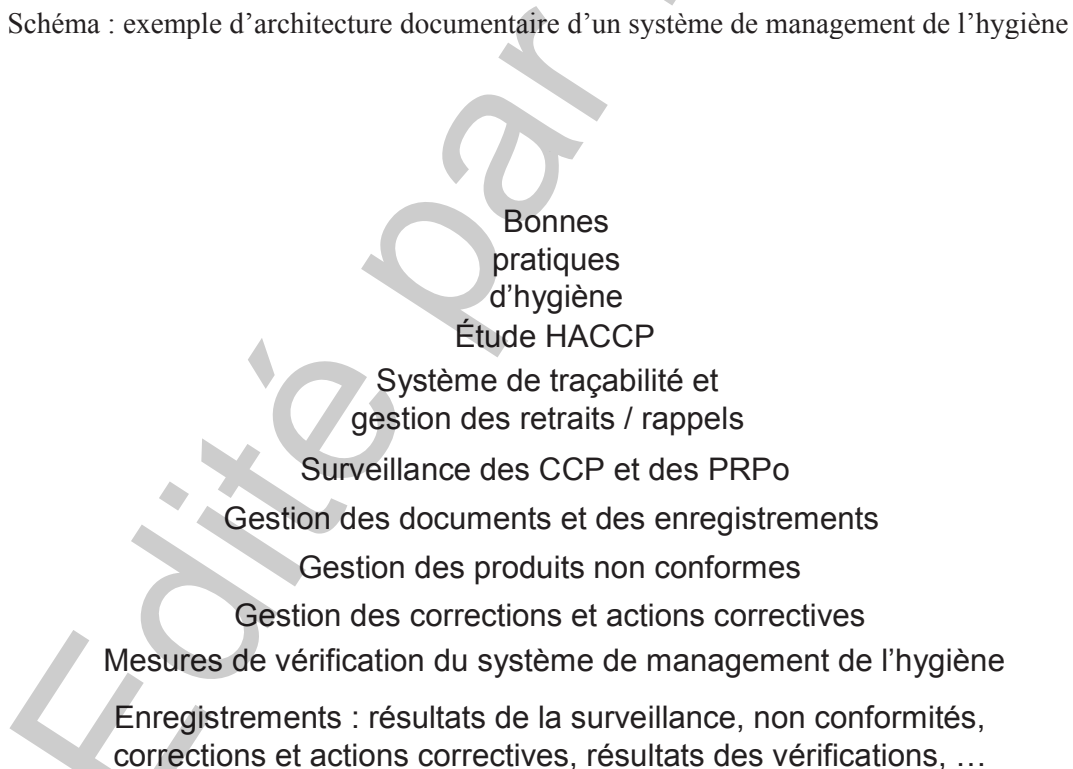 Schéma : exemple d’architecture documentaire d’un système de management de l’hygiène
Bonnes
pratiques
d’hygiène
Étude HACCP
Système de traçabilité et
gestion des retraits / rappels
Surveillance des CCP et des PRPo
Gestion des documents et des enregistrements
Gestion des produits non conformes
Gestion des corrections et actions correctives
Mesures de vérification du système de management de l’hygiène
Enregistrements : résultats de la surveillance, non conformités,
corrections et actions correctives, résultats des vérifications, …
Edité par